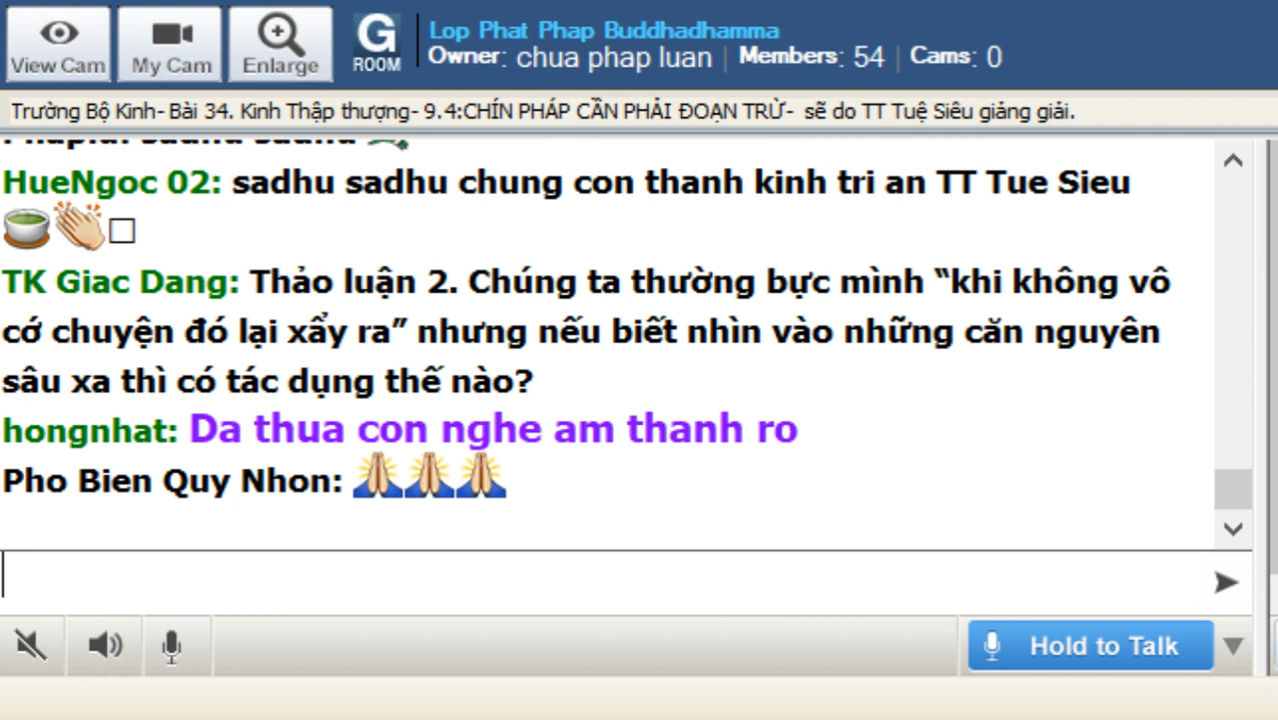 View Cam
My Cam
Enlarge
G
ROOM
Lop Phat Phap Buddhadhamma
Owner: chua phap luan | Members: 54 | Cams: 0
Trường Bộ Kinh- Bài 34. Kinh Thập thượng- 9.4:CHÍN PHÁP CẦN PHẢI ĐOẠN TRỪ- sẽ do TT Tuệ Siêu giảng giải.
HueNgoc 02: sadhu sadhu chung con thanh kinh tri an TT Tue Sieu
TK Giac Dang: Thảo luận 2. Chúng ta thường bực mình “khi không vô
cớ chuyện đó lại xẩy ra” nhưng nếu biết nhìn vào những căn nguyên
sâu xa thì có tác dụng thế nào?
hongnhat: Da thua con nghe am thanh ro
Pho Bien Quy Nhon:
Hold to Talk